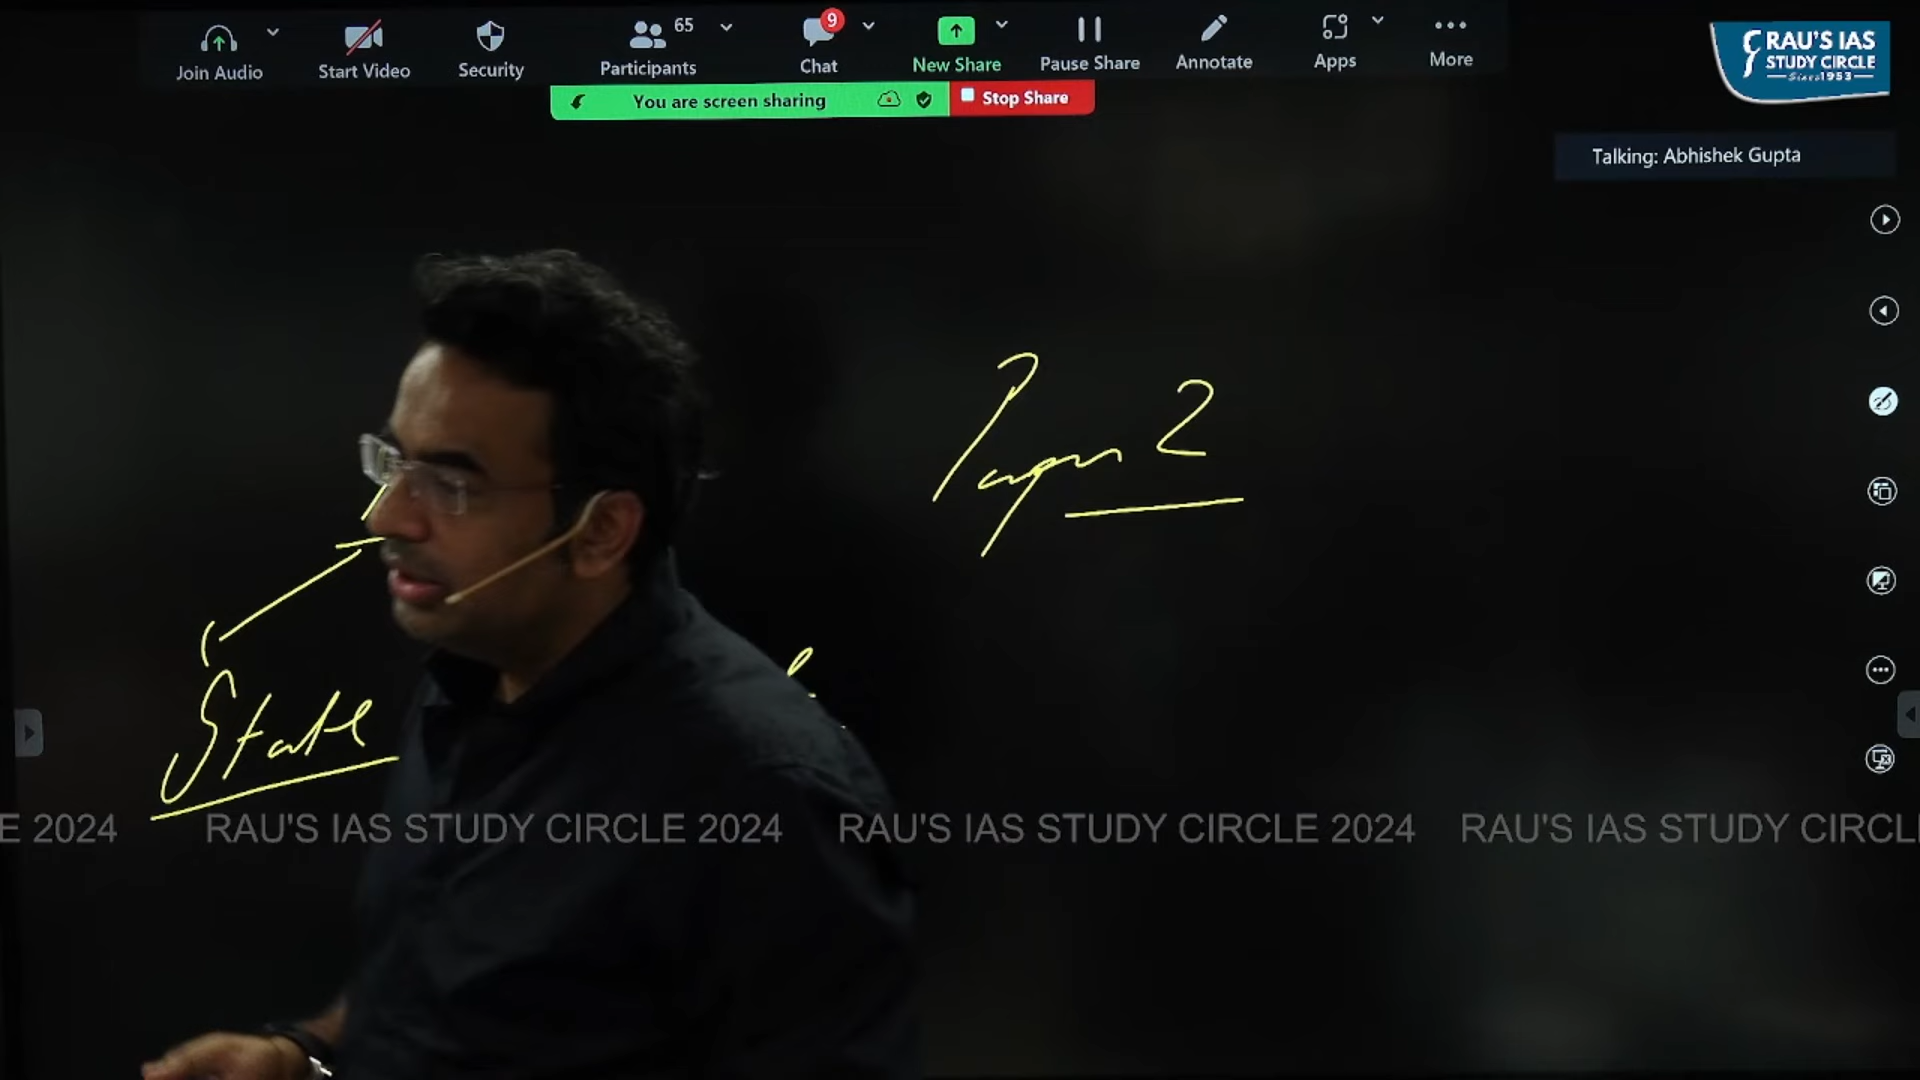 Join Audio
Start Video
Security
Participants 65
Chat 9
New Share
Pause Share
Annotate
Apps
More
You are screen sharing
Stop Share
RAU'S IAS
STUDY CIRCLE
Since 1953
Talking: Abhishek Gupta
Paper 2
State
E 2024 RAU'S IAS STUDY CIRCLE 2024 RAU'S IAS STUDY CIRCLE 2024 RAU'S IAS STUDY CIRCL